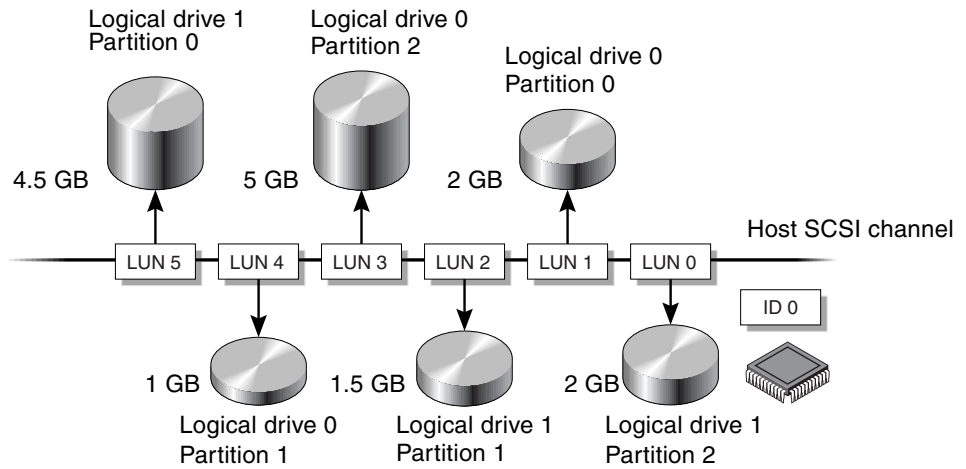 Logical drive 1
Partition 0
Logical drive 0
Partition 2
Logical drive 0
Partition 0
4.5 GB
5 GB
2 GB
Host SCSI channel
LUN 5
LUN 4
LUN 3
LUN 2
LUN 1
LUN 0
ID 0
1 GB
1.5 GB
2 GB
Logical drive 0
Partition 1
Logical drive 1
Partition 1
Logical drive 1
Partition 2